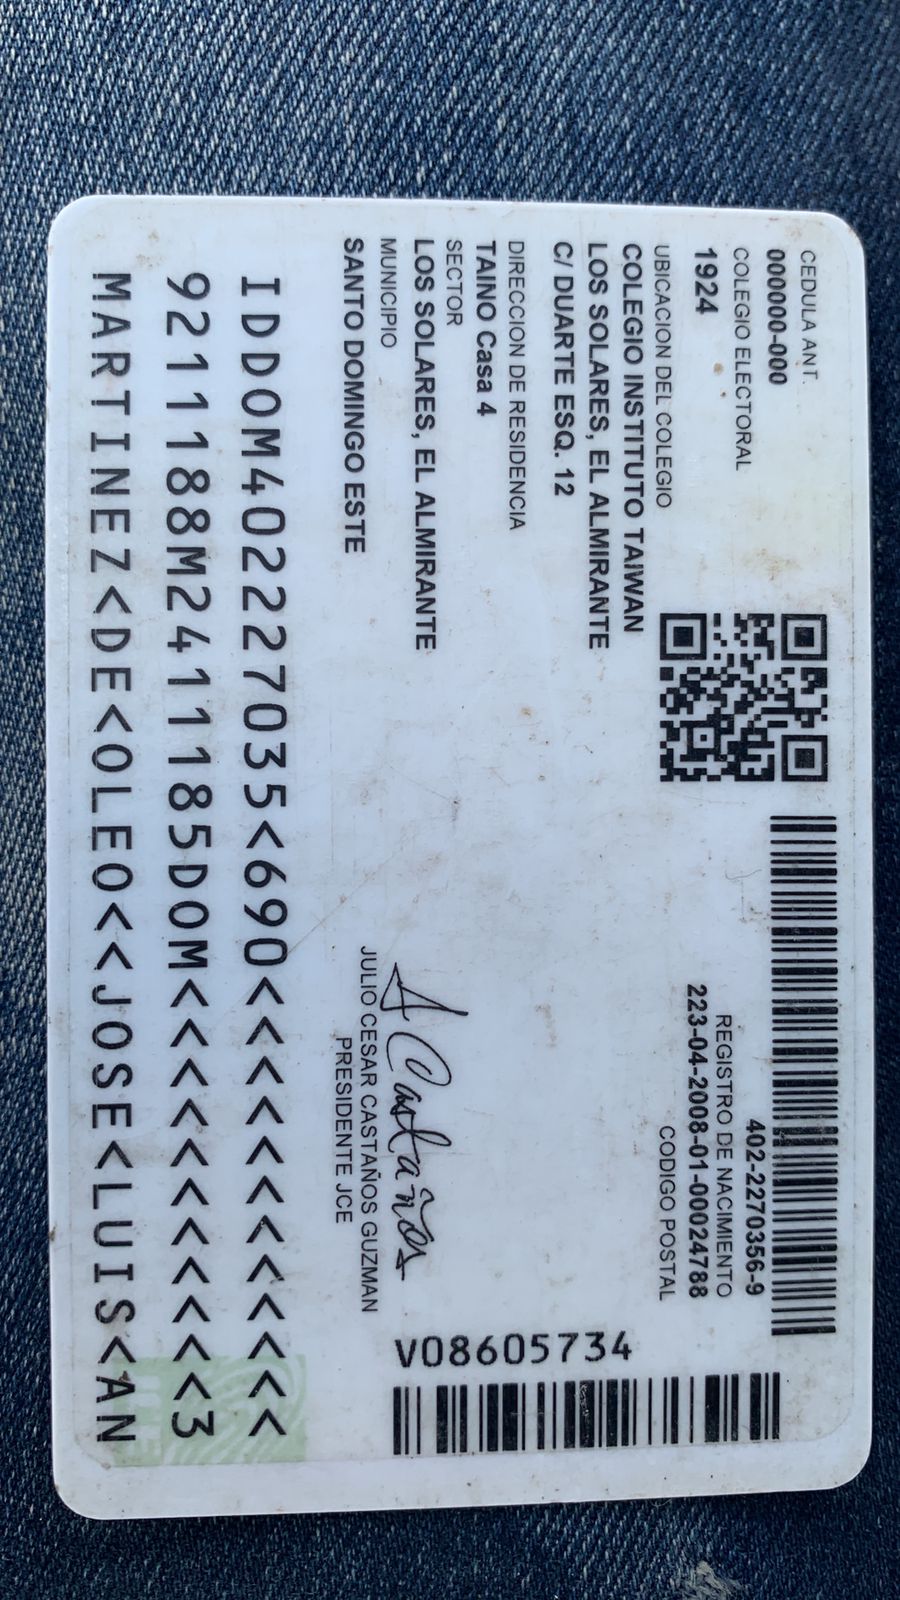 CEDULA ANT.
000000-000
COLEGIO ELECTORAL
1924
UBICACION DEL COLEGIO
COLEGIO INSTITUTO TAIWAN
LOS SOLARES, EL ALMIRANTE
C/ DUARTE ESQ. 12
DIRECCION DE RESIDENCIA
TAINO Casa 4
SECTOR
LOS SOLARES, EL ALMIRANTE
MUNICIPIO
SANTO DOMINGO ESTE
402-2270356-9
REGISTRO DE NACIMIENTO
223-04-2008-01-00024788
CODIGO POSTAL
V08605734
J Castaños
JULIO CESAR CASTAÑOS GUZMAN
PRESIDENTE JCE
IDDOM402227035<690<<<<<<<<<<<<
9211188M2411185DOM<<<<<<<<<<<3
MARTINEZ<DE<OLEO<<JOSE<LUIS<AN
JCE